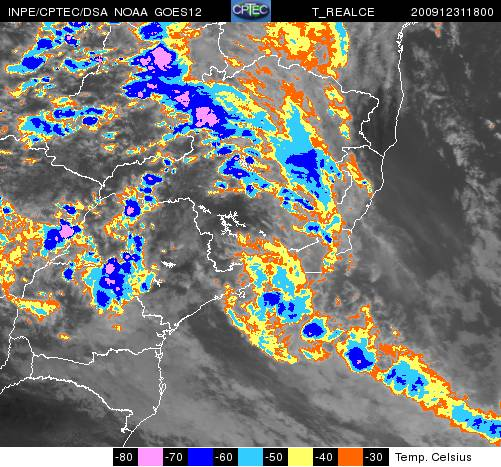 INPE/CPTEC/DSA NOAA GOES12 CPTEC T_REALCE 200912311800
-80 -70 -60 -50 -40 -30 Temp. Celsius